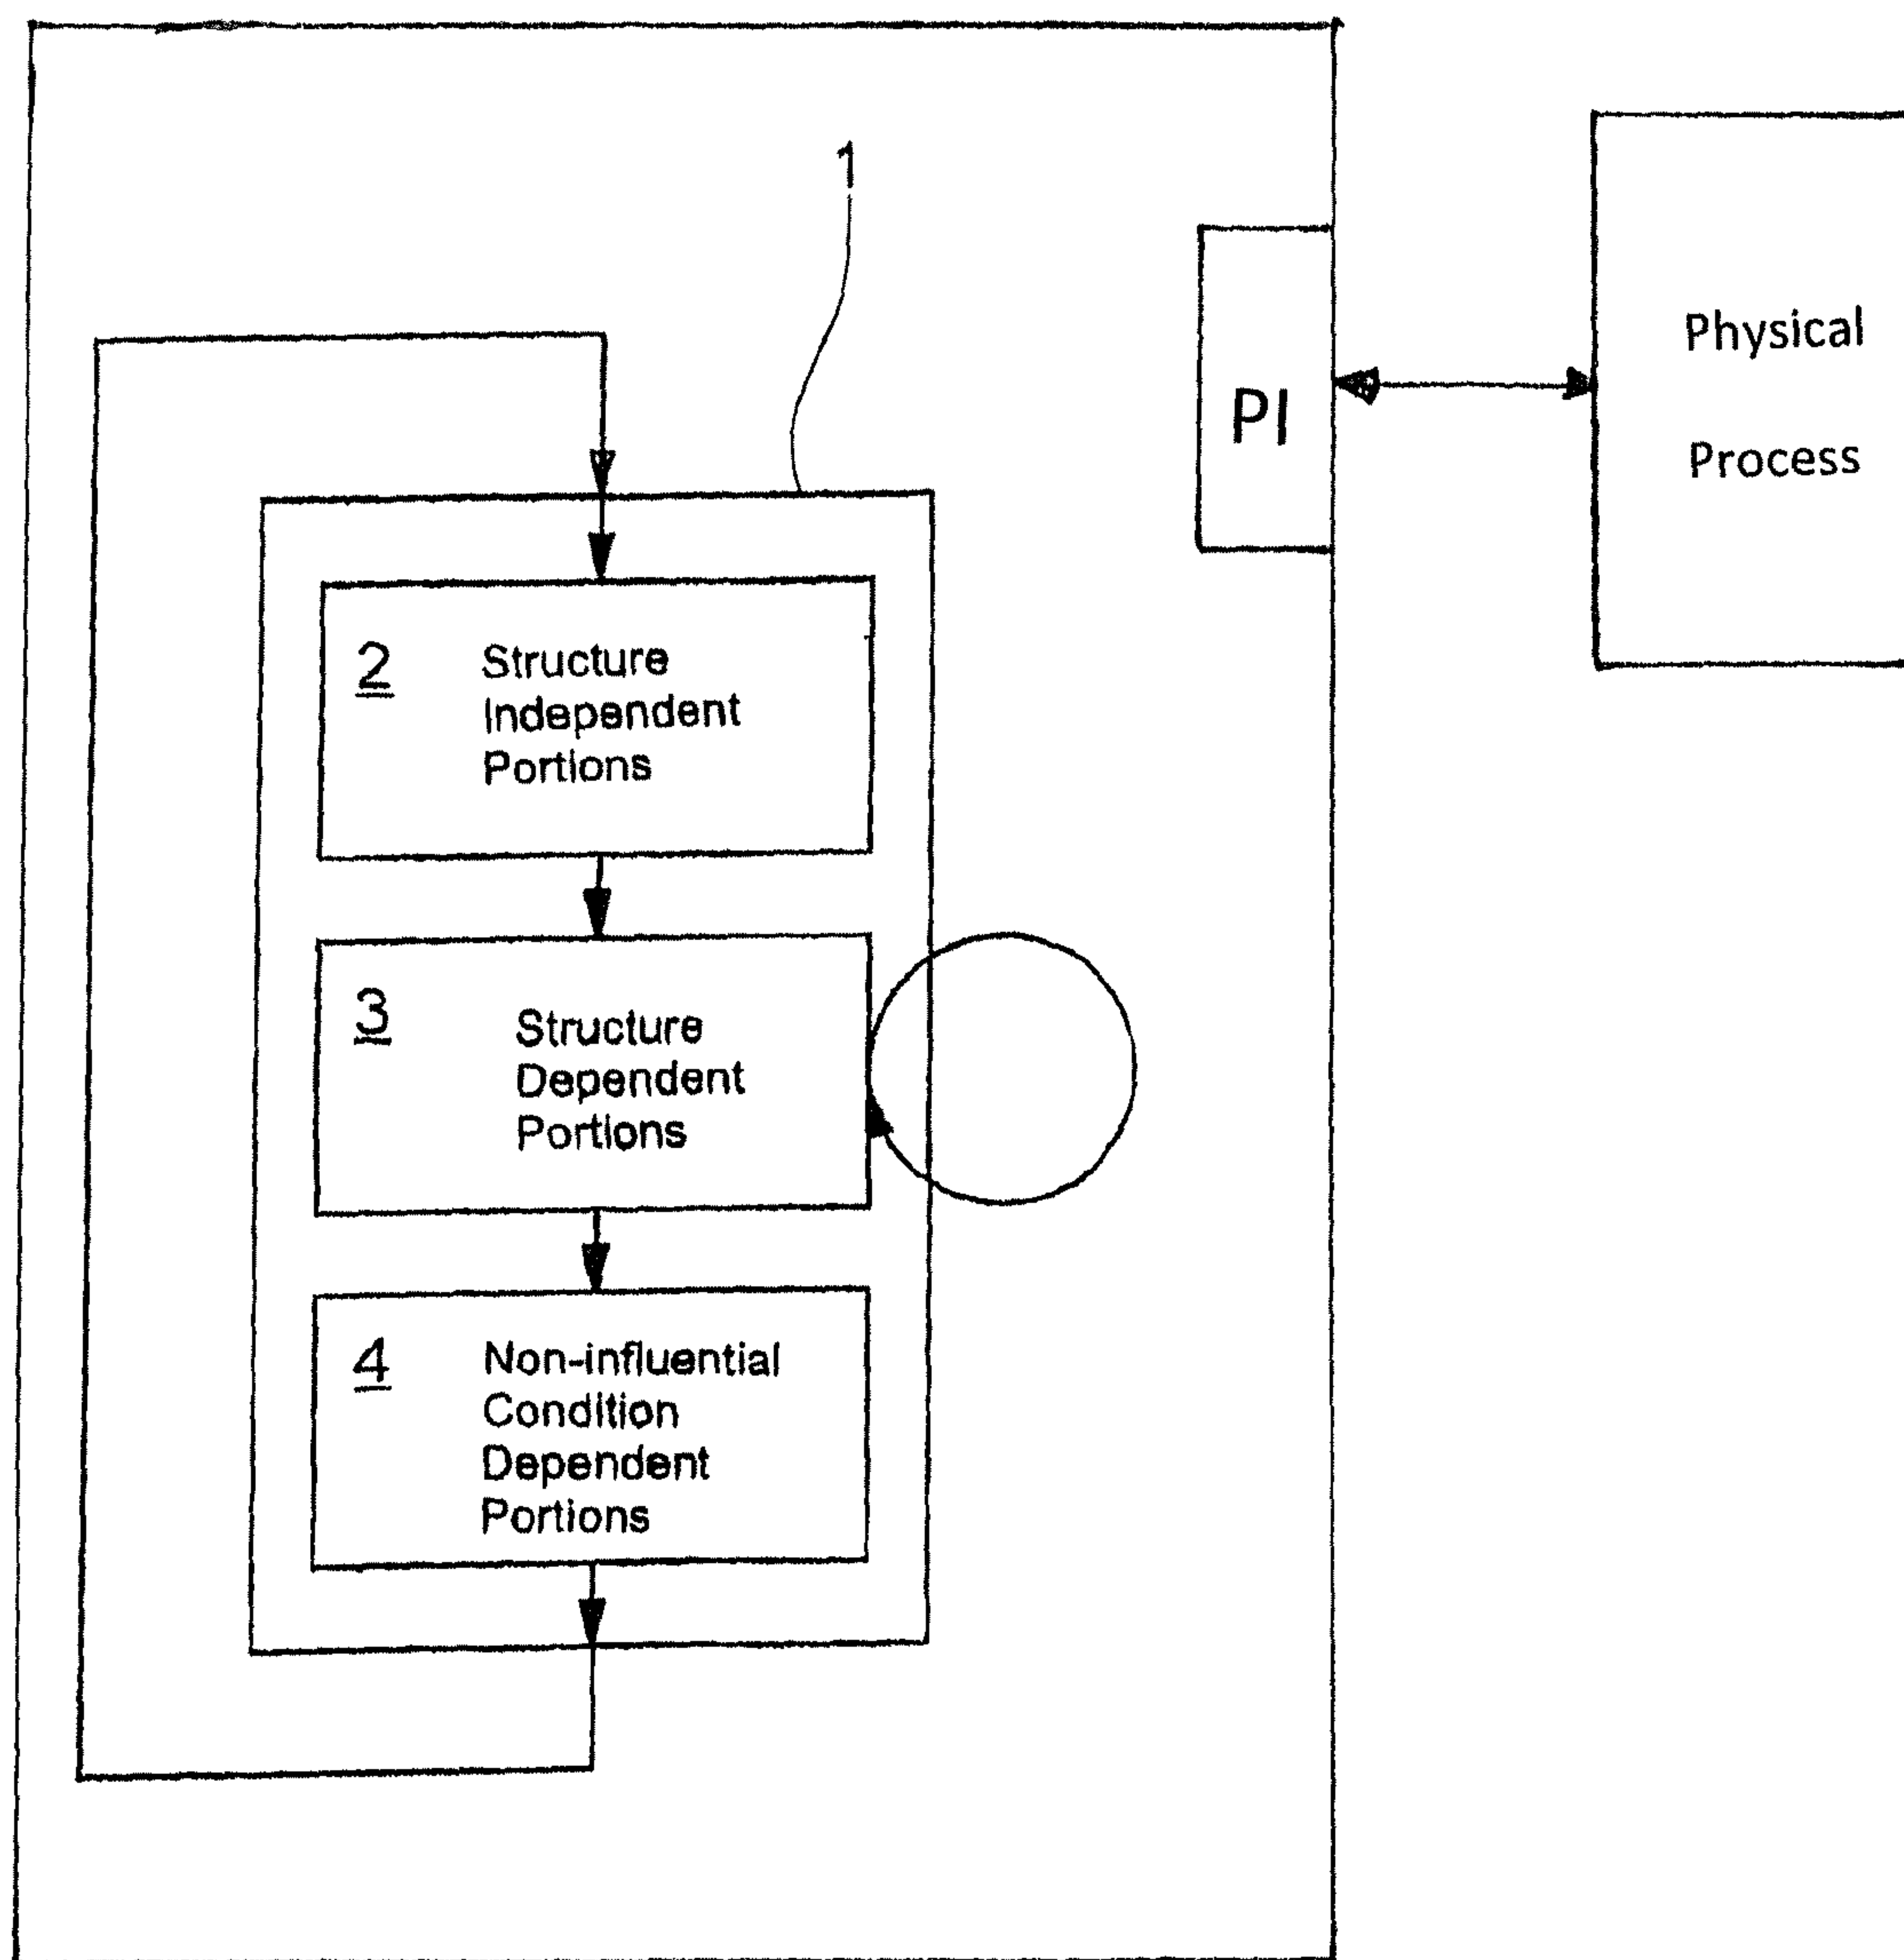 1
PI
Physical
Process
2
Structure
Independent
Portions
3
Structure
Dependent
Portions
4
Non-influential
Condition
Dependent
Portions